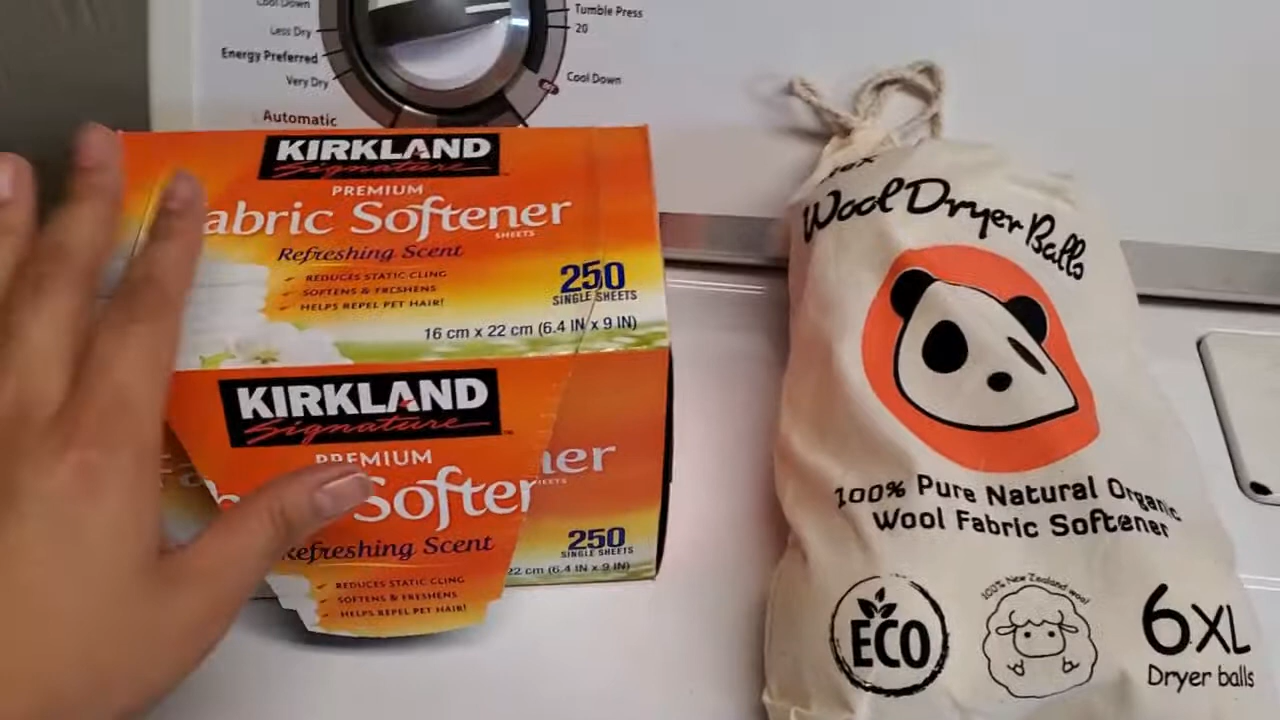 Cool Down
Less Dry
Energy Preferred
Very Dry
Automatic
Tumble Press
20
Cool Down
KIRKLAND
Signature
PREMIUM
abric Softener
SHEETS
Refreshing Scent
REDUCES STATIC CLING
SOFTENS & FRESHENS
HELPS REPEL PET HAIR!
250
SINGLE SHEETS
16 cm x 22 cm (6.4 IN x 9 IN)
KIRKLAND
Signature
PREMIUM
Softener
Refreshing Scent
REDUCES STATIC CLING
SOFTENS & FRESHENS
HELPS REPEL PET HAIR!
250
SINGLE SHEETS
22 cm (6.4 IN x 9 IN)
Wool Dryer Balls
100% Pure Natural Organic
Wool Fabric Softener
ECO
100% New Zealand wool
6XL
Dryer balls